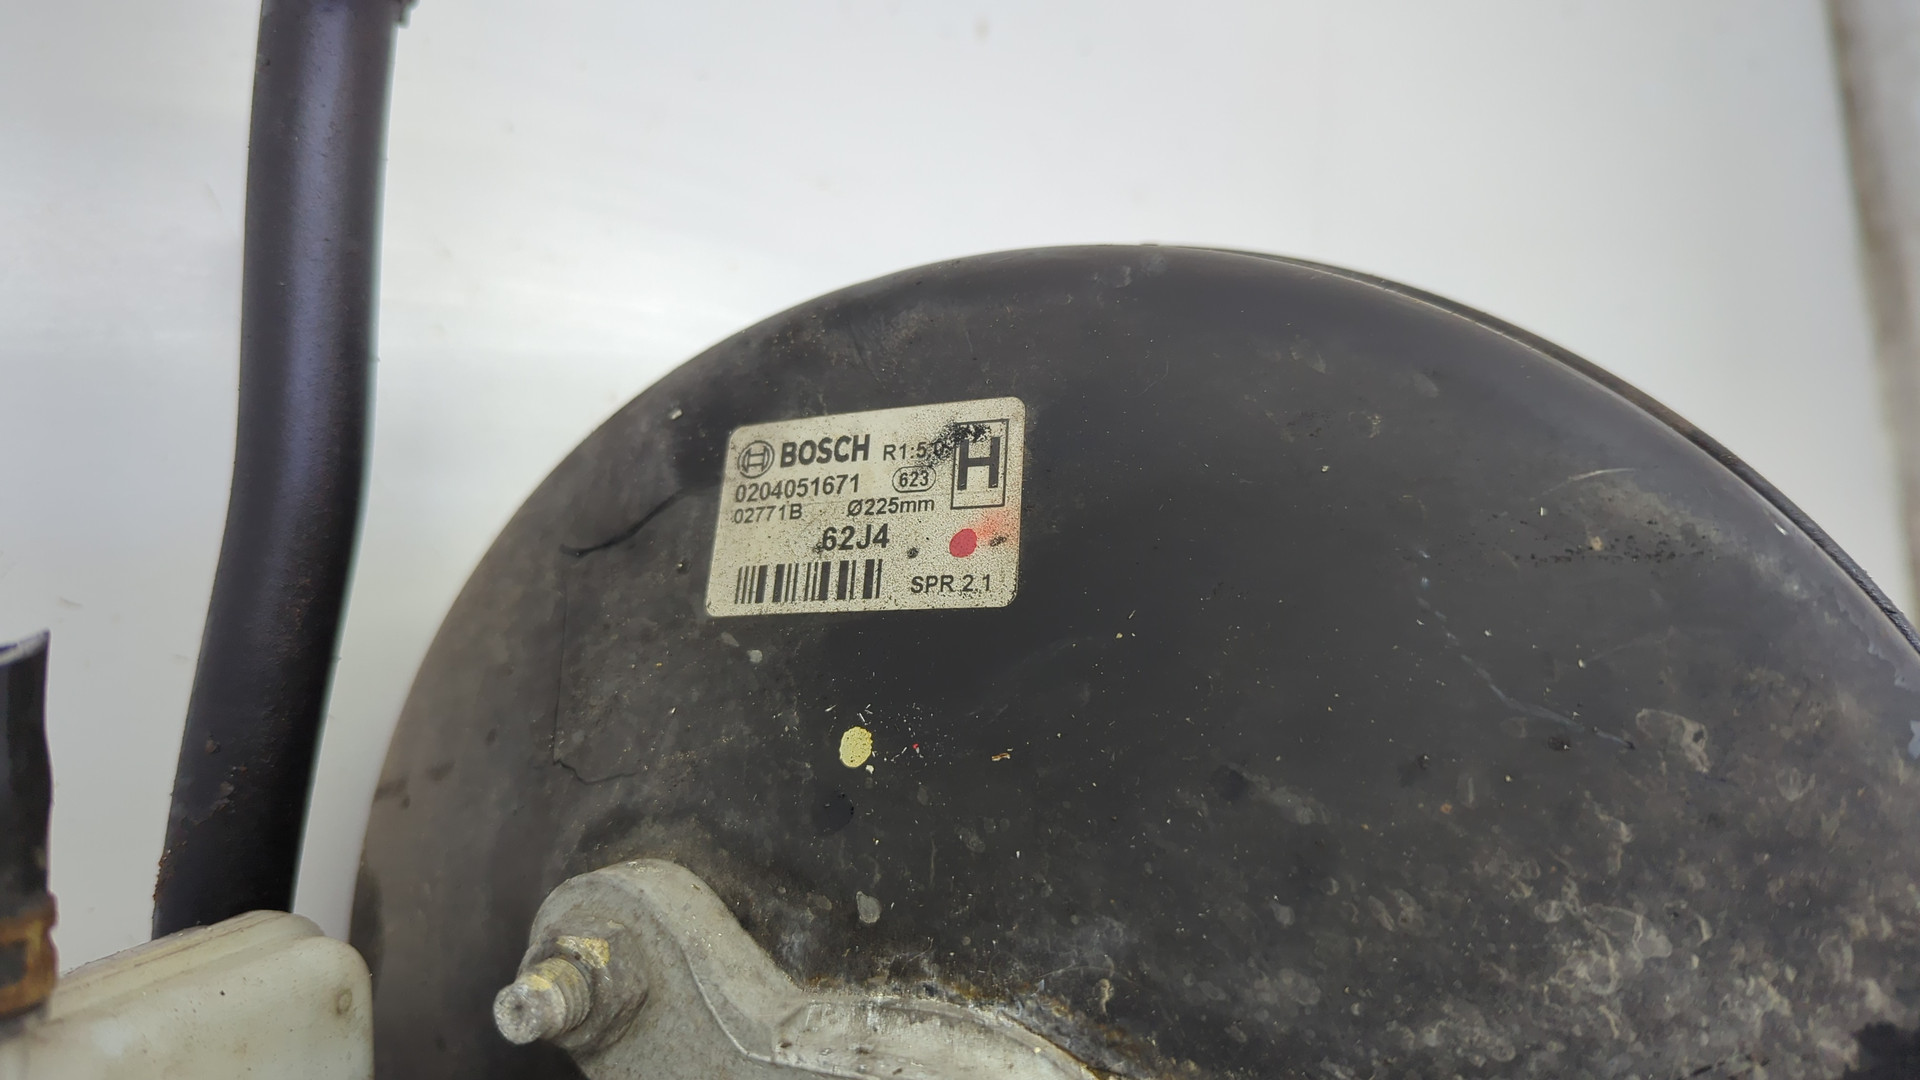 BOSCH R1:5,0 H
0204051671 623
02771B Ø225mm
62J4
SPR 2.1